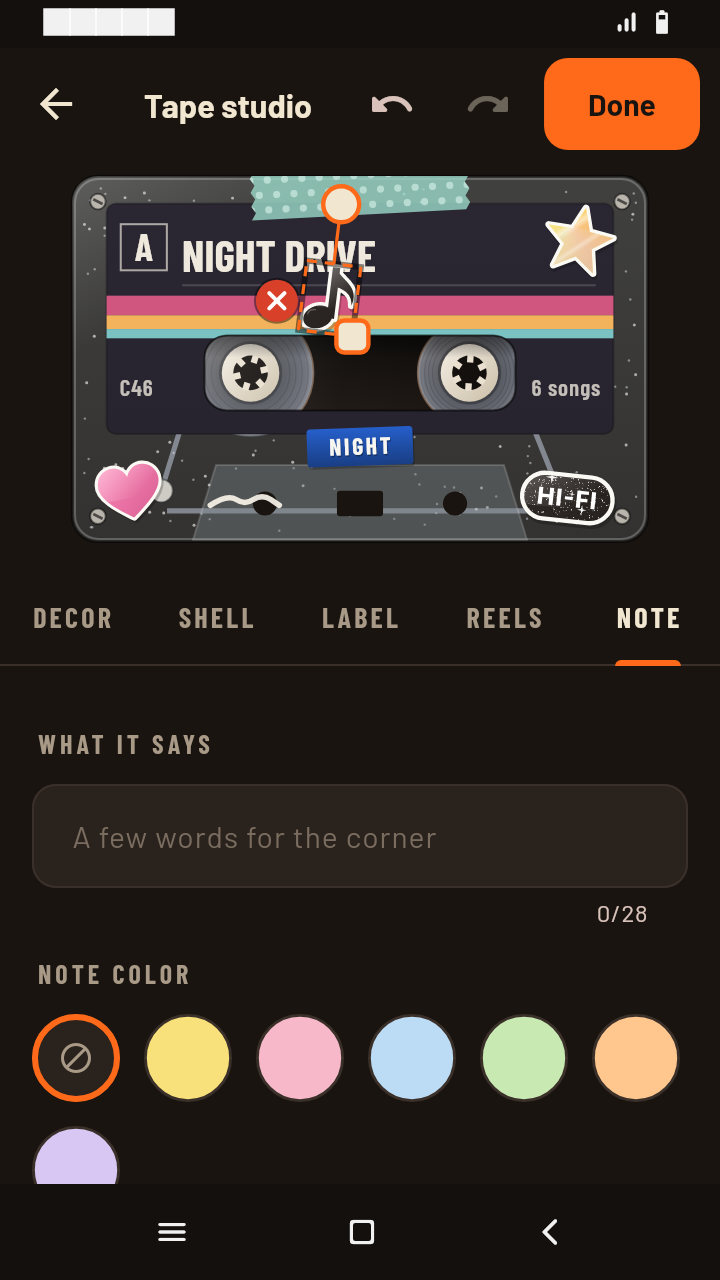 Tape studio
Done
A
NIGHT DRIVE
C46
6 songs
NIGHT
HI-FI
DECOR
SHELL
LABEL
REELS
NOTE
WHAT IT SAYS
A few words for the corner
0/28
NOTE COLOR